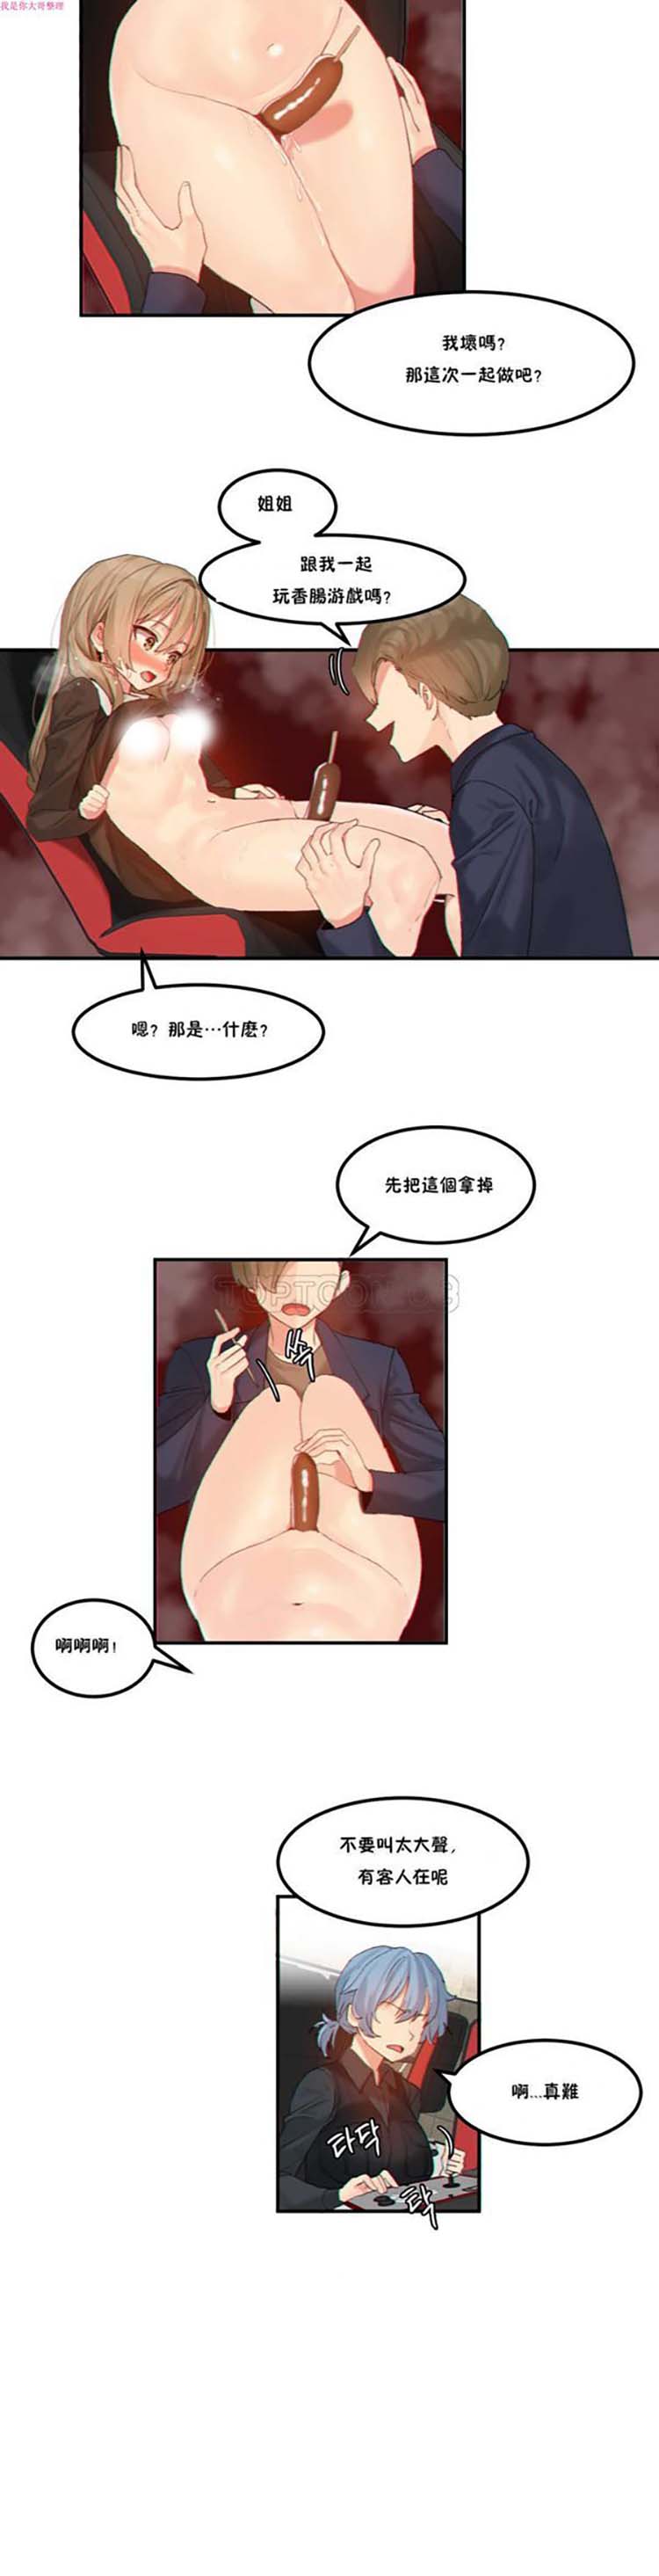 我是你大哥整理
我壞嗎?
那這次一起做吧?
姐姐
跟我一起
玩香腸游戲嗎?
嗯? 那是…什麽?
先把這個拿掉
啊啊啊!
不要叫太大聲,
有客人在呢
啊...真難
타닥
탁